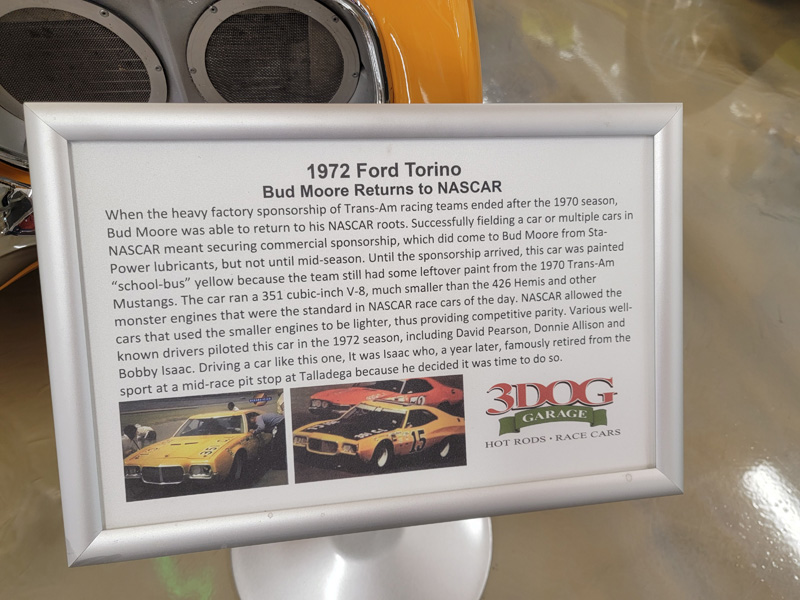 1972 Ford Torino
Bud Moore Returns to NASCAR
When the heavy factory sponsorship of Trans-Am racing teams ended after the 1970 season,
Bud Moore was able to return to his NASCAR roots. Successfully fielding a car or multiple cars in
NASCAR meant securing commercial sponsorship, which did come to Bud Moore from Sta-
Power lubricants, but not until mid-season. Until the sponsorship arrived, this car was painted
“school-bus” yellow because the team still had some leftover paint from the 1970 Trans-Am
Mustangs. The car ran a 351 cubic-inch V-8, much smaller than the 426 Hemis and other
monster engines that were the standard in NASCAR race cars of the day. NASCAR allowed the
cars that used the smaller engines to be lighter, thus providing competitive parity. Various well-
known drivers piloted this car in the 1972 season, including David Pearson, Donnie Allison and
Bobby Isaac. Driving a car like this one, It was Isaac who, a year later, famously retired from the
sport at a mid-race pit stop at Talladega because he decided it was time to do so.
15
3DOG
GARAGE
HOT RODS • RACE CARS